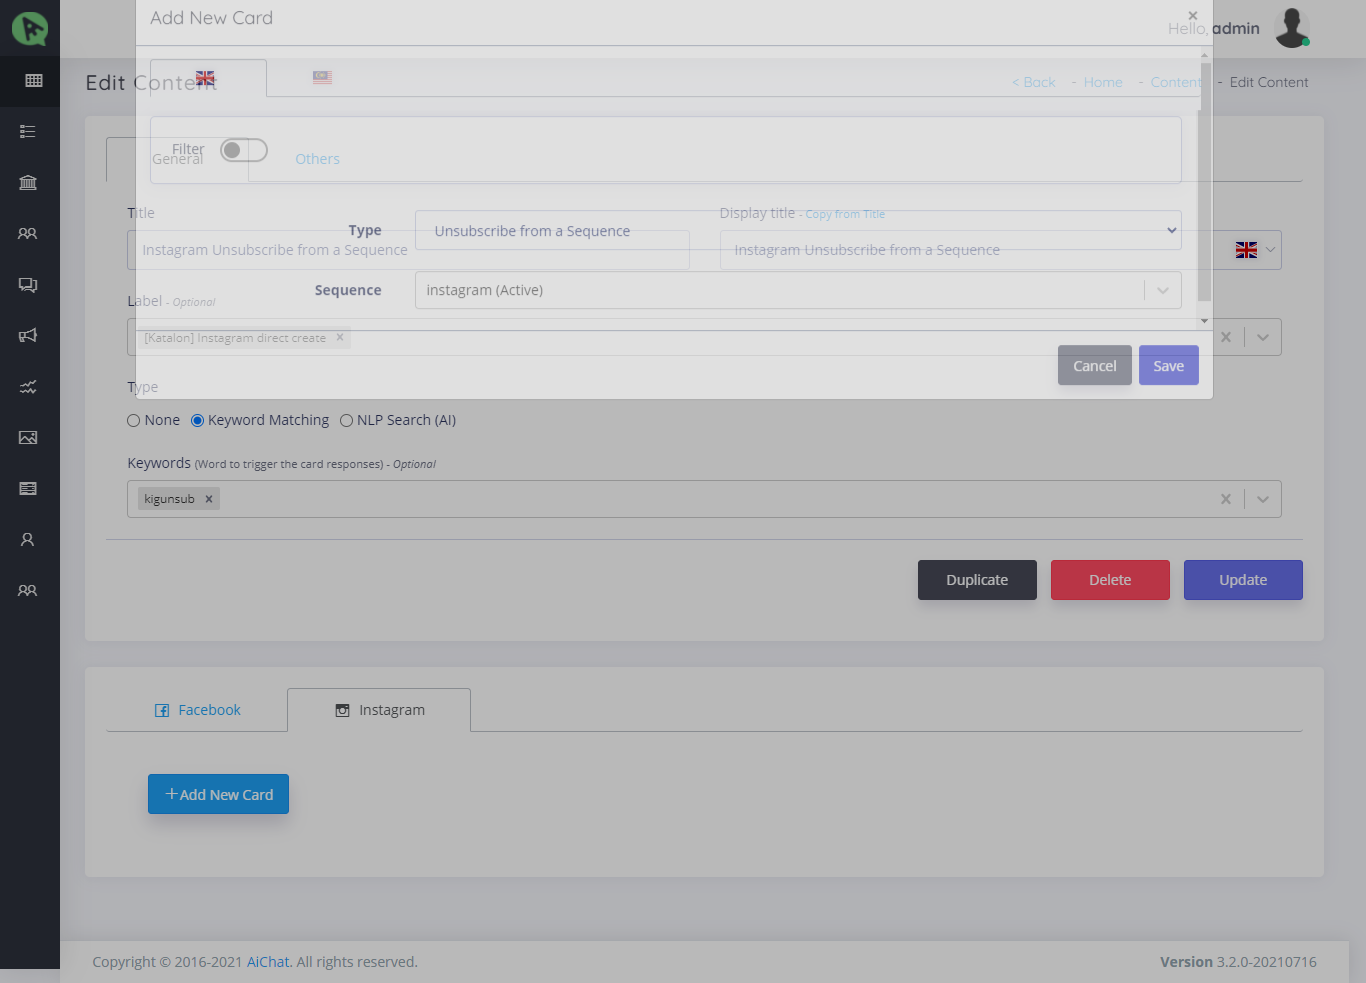 Add New Card
×
Hello, admin
Edit Content
< Back - Home - Content - Edit Content
Filter
General
Others
Title
Display title - Copy from Title
Type
Unsubscribe from a Sequence
Instagram Unsubscribe from a Sequence
Instagram Unsubscribe from a Sequence
Sequence
instagram (Active)
Label - Optional
[Katalon] Instagram direct create ×
Cancel
Save
Type
None
Keyword Matching
NLP Search (AI)
Keywords (Word to trigger the card responses) - Optional
kigunsub ×
Duplicate
Delete
Update
Facebook
Instagram
+Add New Card
Copyright © 2016-2021 AiChat. All rights reserved.
Version 3.2.0-20210716